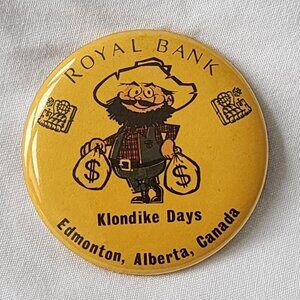 ROYAL BANK
$ $
Klondike Days
Edmonton, Alberta, Canada